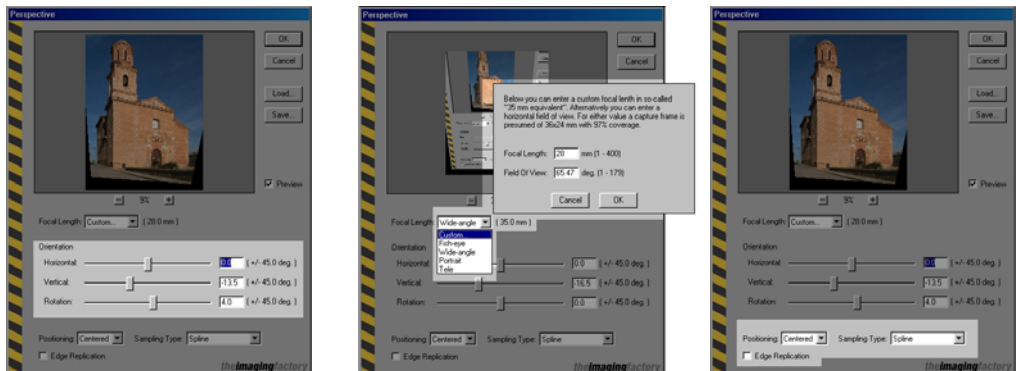 Perspective
OK
Cancel
Load...
Save...
Preview
9%
Focal Length: Custom... ( 28.0 mm )
Orientation
Horizontal: 0.0 ( +/- 45.0 deg. )
Vertical: -13.5 ( +/- 45.0 deg. )
Rotation: 4.0 ( +/- 45.0 deg. )
Positioning: Centered Sampling Type: Spline
Edge Replication
theimagingfactory
Perspective
OK
Cancel
Below you can enter a custom focal lenth in so-called
"35 mm equivalent". Alternatively you can enter a
horizontal field of view. For either value a capture frame is
presumed of 36x24 mm with 97% coverage.
Focal Length: 28 mm (1 - 400)
Field Of View: 65.47 deg. (1 - 179)
Cancel OK
Focal Length: Wide-angle ( 35.0 mm )
Custom...
Fish-eye
Wide-angle
Portrait
Tele
Orientation
Horizontal: 0.0 ( +/- 45.0 deg. )
Vertical: -16.5 ( +/- 45.0 deg. )
Rotation: 0.0 ( +/- 45.0 deg. )
Positioning: Centered Sampling Type: Spline
Edge Replication
theimagingfactory
Perspective
OK
Cancel
Load...
Save...
Preview
9%
Focal Length: Custom... ( 28.0 mm )
Orientation
Horizontal: 0.0 ( +/- 45.0 deg. )
Vertical: -13.5 ( +/- 45.0 deg. )
Rotation: 4.0 ( +/- 45.0 deg. )
Positioning: Centered Sampling Type: Spline
Edge Replication
theimagingfactory